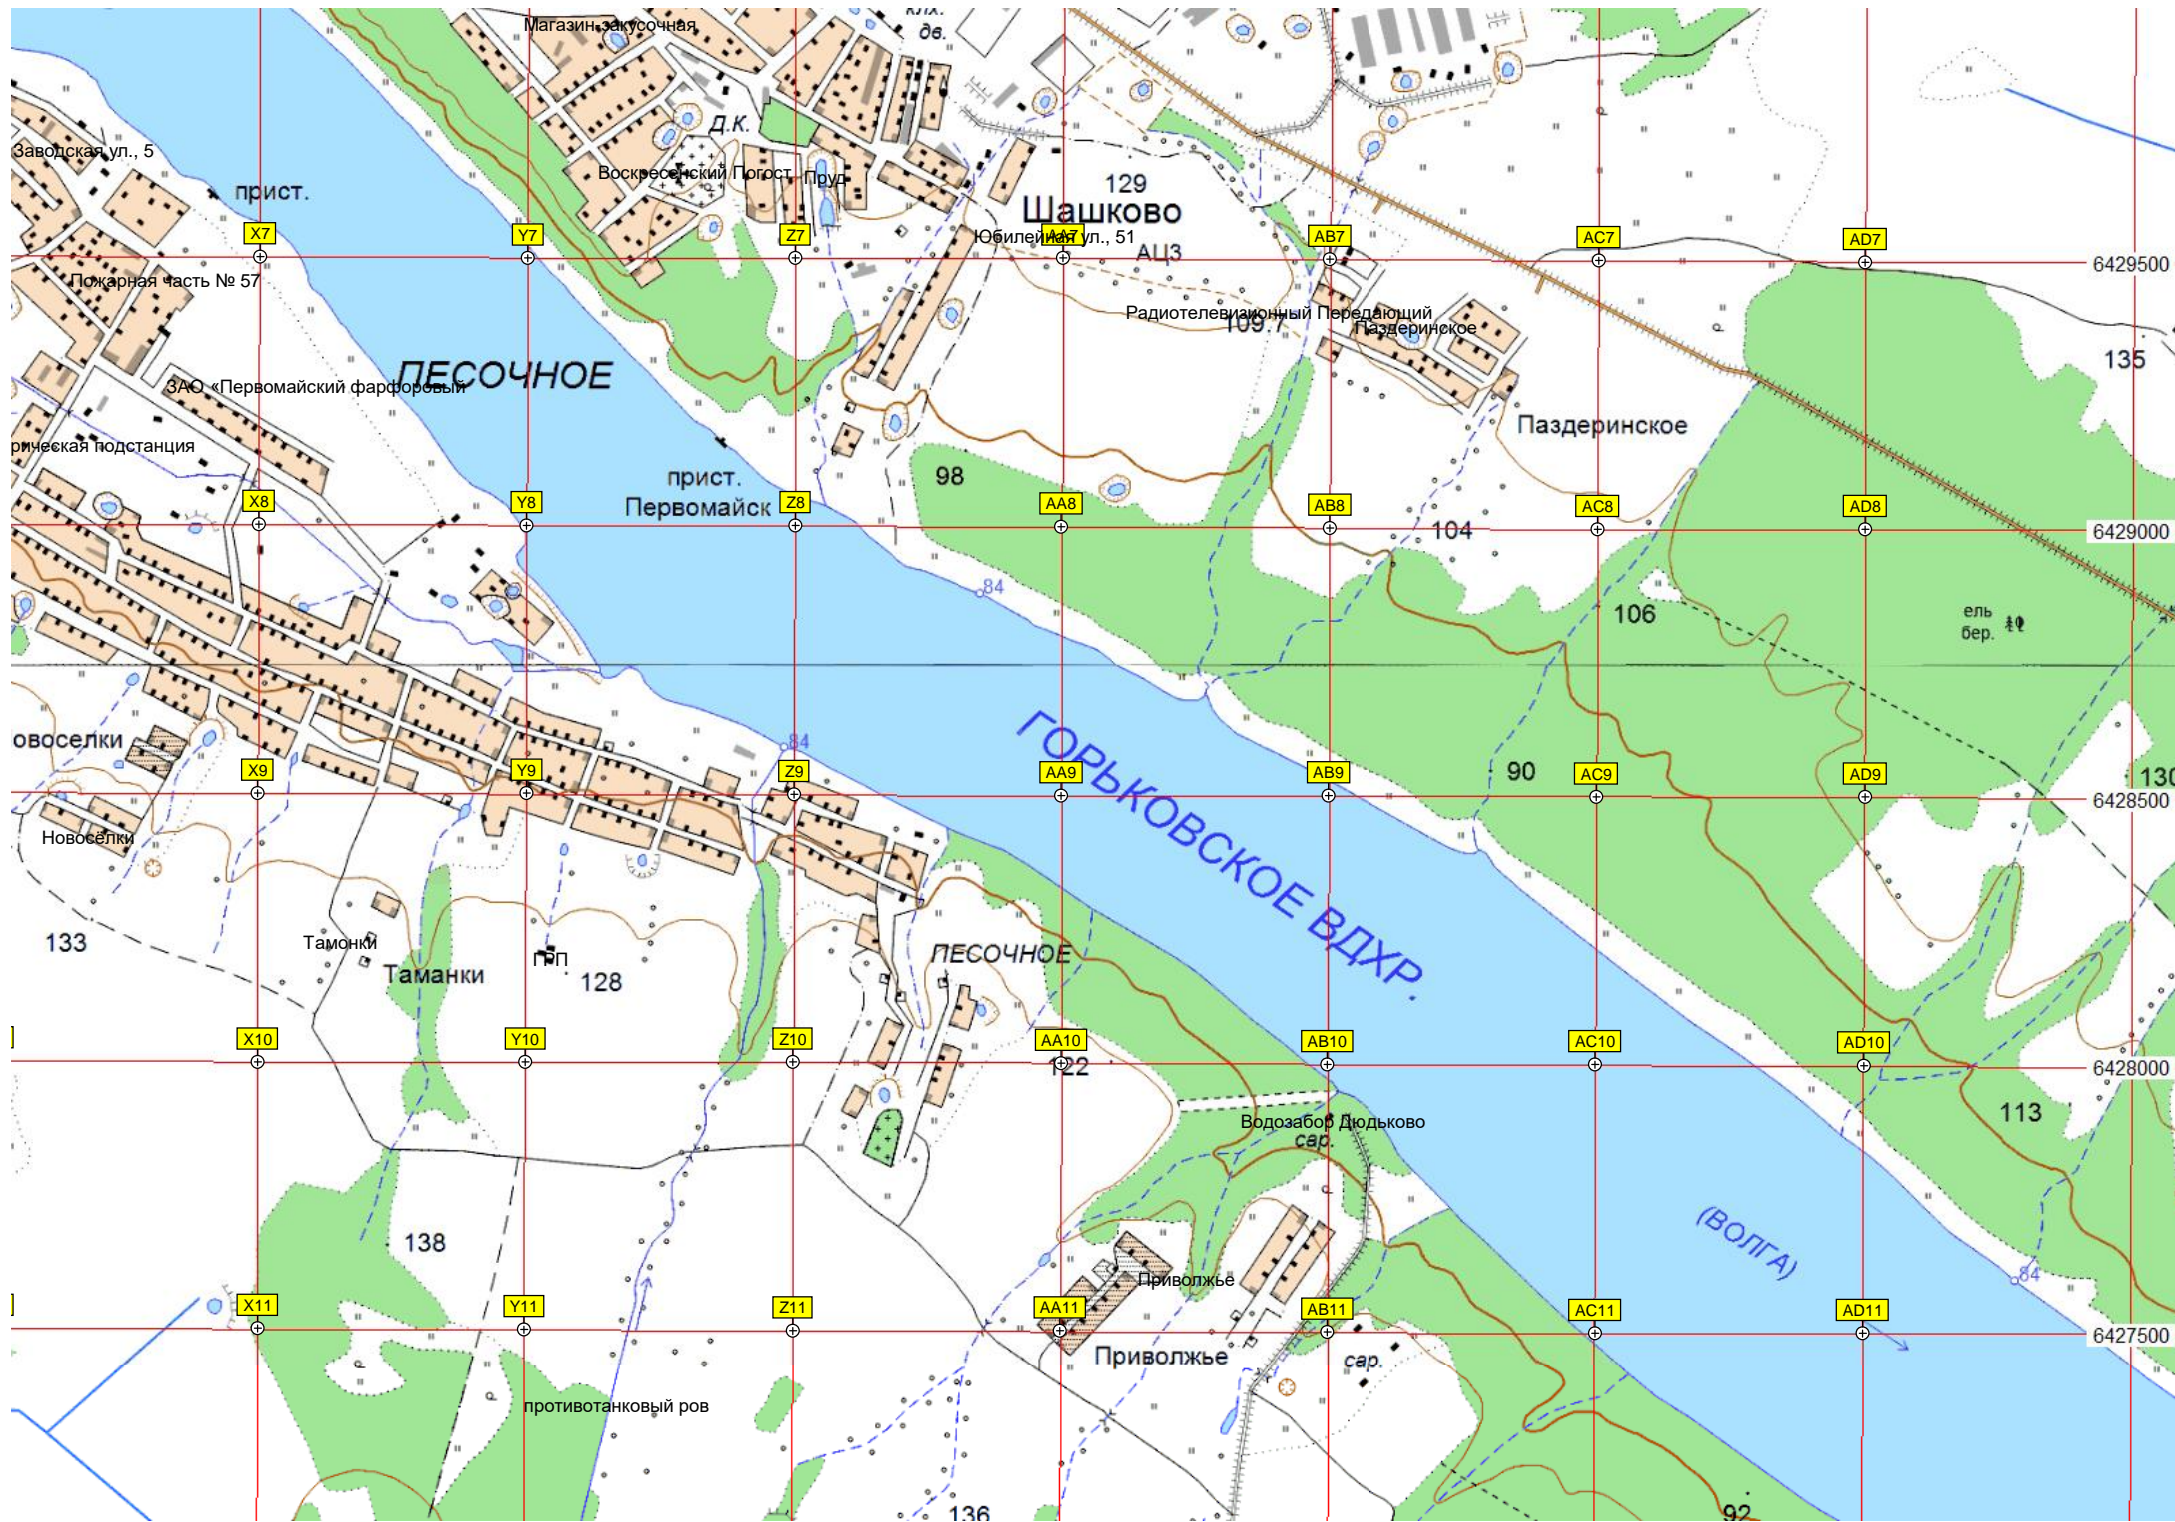 Магазин-закусочная
клх.
дв.
Д.К.
Заводская ул., 5
прист.
Воскресенский Погост
Пруд
129
Шашково
Юбилейная ул., 51
АЦЗ
X7
Y7
Z7
AA7
AB7
AC7
AD7
6429500
Пожарная часть № 57
Радиотелевизионный Передающий
109.7
Паздеринское
135
ПЕСОЧНОЕ
ЗАО «Первомайский фарфоровый
Паздеринское
рическая подстанция
98
прист.
Первомайск
X8
Y8
Z8
AA8
AB8
AC8
AD8
104
6429000
84
106
ель
бер.
овоселки
84
ГОРЬКОВСКОЕ ВДХР.
X9
Y9
Z9
AA9
AB9
90
AC9
AD9
130
6428500
Новосёлки
133
Тамонки
Таманки
ГРП
128
ПЕСОЧНОЕ
X10
Y10
Z10
AA10
AB10
AC10
AD10
122
6428000
Водозабор Дюдьково
сар.
113
138
(ВОЛГА)
84
Приволжье
X11
Y11
Z11
AA11
AB11
AC11
AD11
6427500
Приволжье
сар.
противотанковый ров
136
92